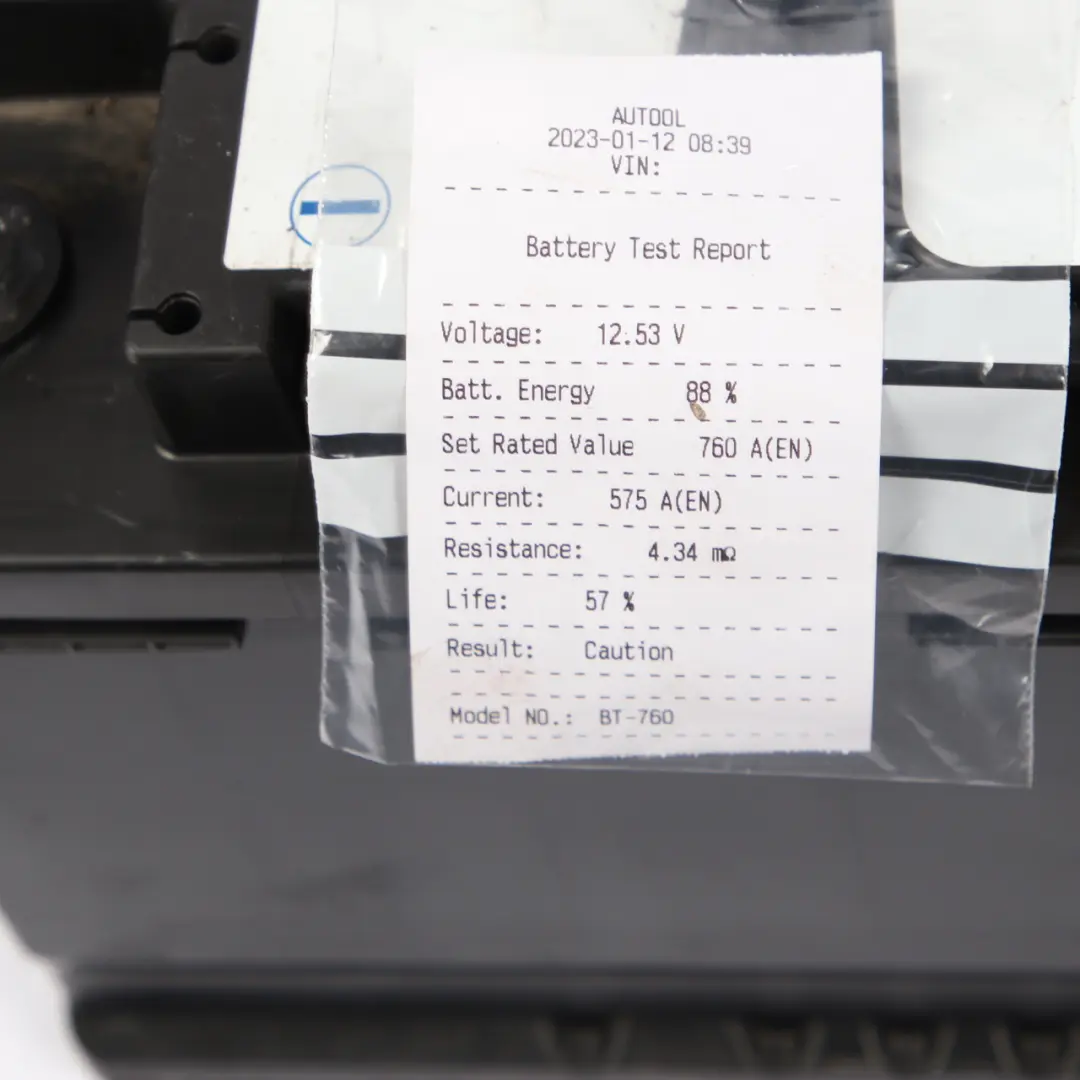 AUTOOL
2023-01-12 08:39
VIN:
Battery Test Report
Voltage: 12.53 V
Batt. Energy 88 %
Set Rated Value 760 A(EN)
Current: 575 A(EN)
Resistance: 4.34 mΩ
Life: 57 %
Result: Caution
Model NO.: BT-760